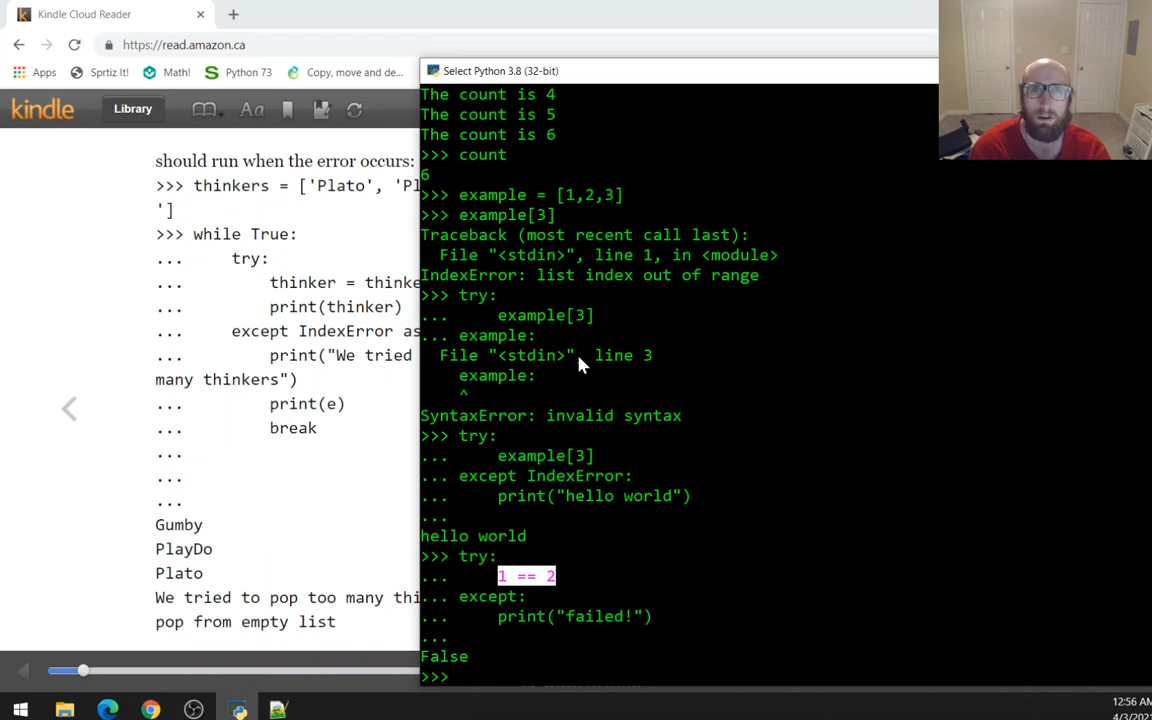 Kindle Cloud Reader
https://read.amazon.ca
Apps Sprtiz It! Math! Python 73 Copy, move and de...
kindle Library Aa
should run when the error occurs:
>>> thinkers = ['Plato', 'Pl
']
>>> while True:
... try:
... thinker = thinke
... print(thinker)
... except IndexError as
... print("We tried
many thinkers")
... print(e)
... break
...
...
...
Gumby
PlayDo
Plato
We tried to pop too many thi
pop from empty list
Select Python 3.8 (32-bit)
The count is 4
The count is 5
The count is 6
>>> count
6
>>> example = [1,2,3]
>>> example[3]
Traceback (most recent call last):
File "<stdin>", line 1, in <module>
IndexError: list index out of range
>>> try:
... example[3]
... example:
File "<stdin>", line 3
example:
^
SyntaxError: invalid syntax
>>> try:
... example[3]
... except IndexError:
... print("hello world")
...
hello world
>>> try:
... 1 == 2
... except:
... print("failed!")
...
False
>>>
12:56 AM